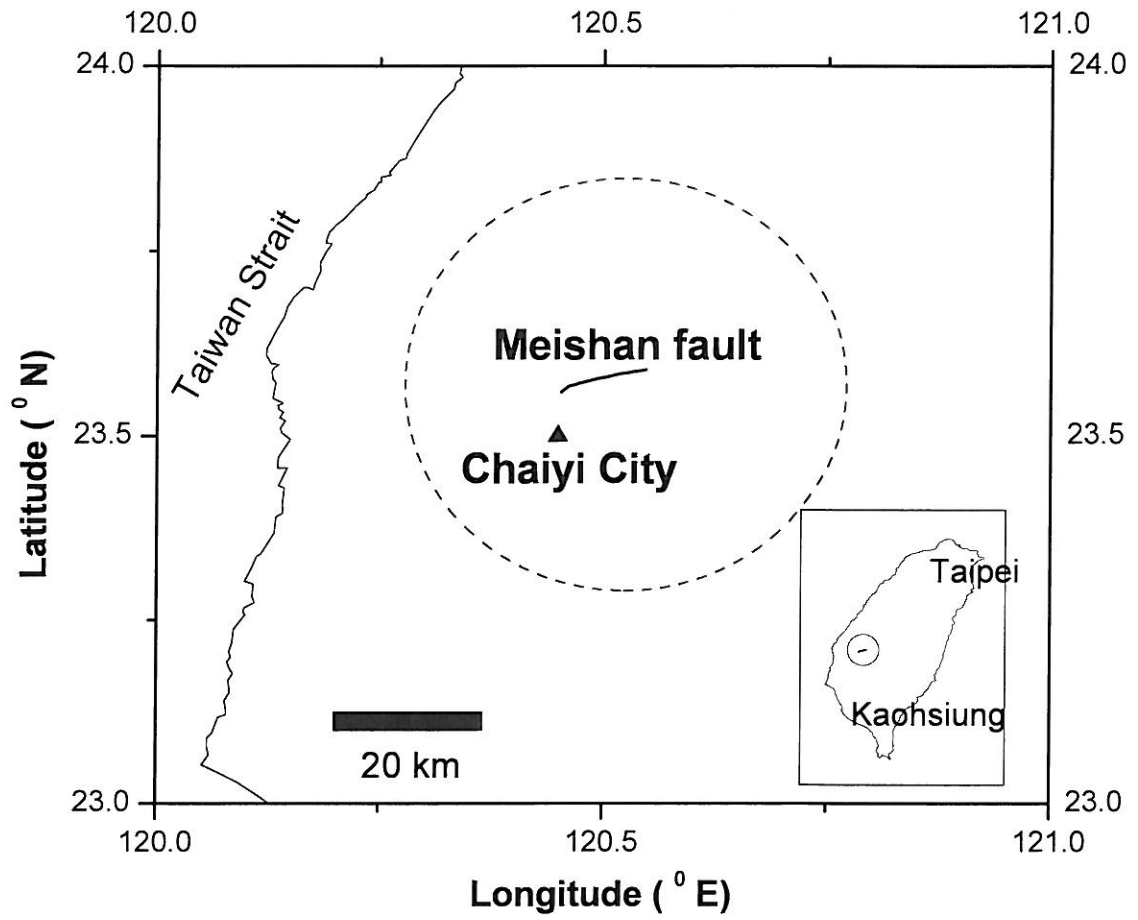 120.0 120.5 121.0
24.0 24.0
Taiwan Strait
Meishan fault
23.5 23.5
Chaiyi City
Latitude ( ⁰ N)
Taipei
Kaohsiung
20 km
23.0 23.0
120.0 120.5 121.0
Longitude ( ⁰ E)